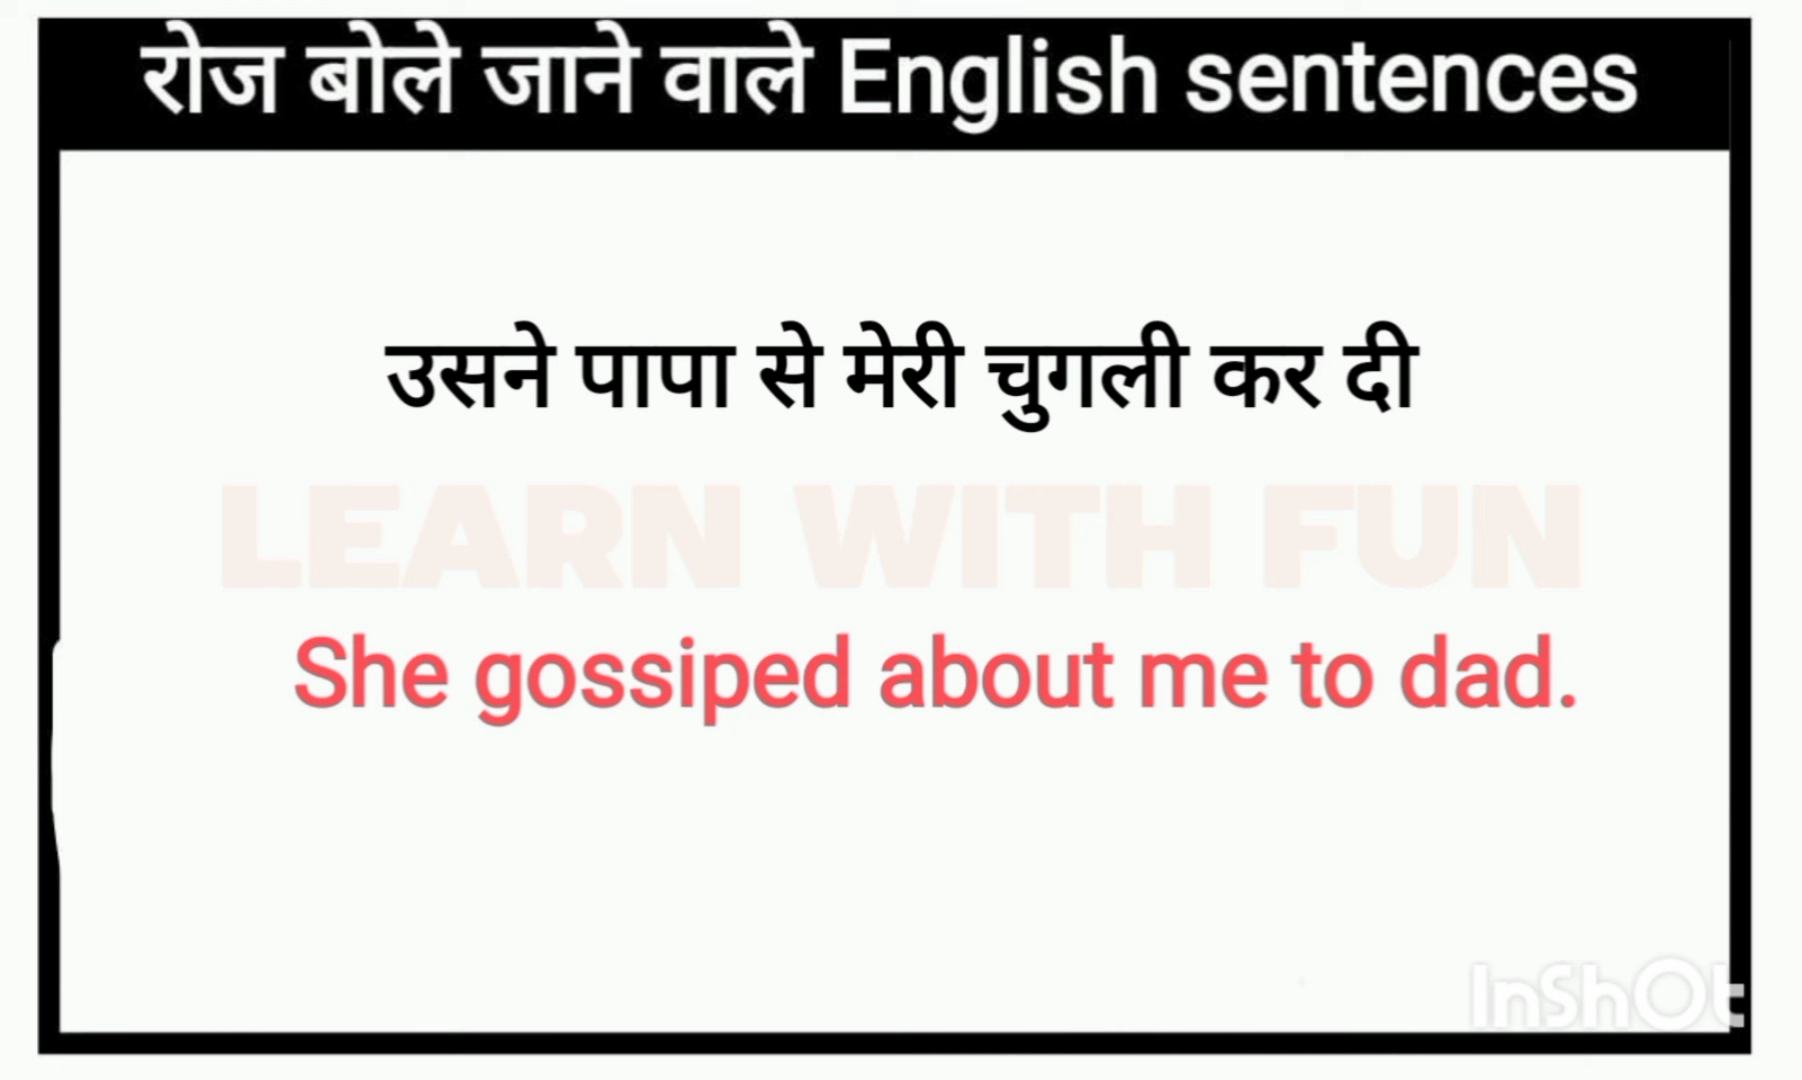 रोज बोले जाने वाले English sentences
उसने पापा से मेरी चुगली कर दी
LEARN WITH FUN
She gossiped about me to dad.
InShOt